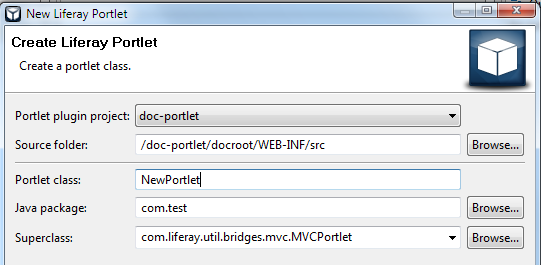 New Liferay Portlet
Create Liferay Portlet
Create a portlet class.
Portlet plugin project: doc-portlet
Source folder: /doc-portlet/docroot/WEB-INF/src Browse...
Portlet class: NewPortlet
Java package: com.test Browse...
Superclass: com.liferay.util.bridges.mvc.MVCPortlet Browse...